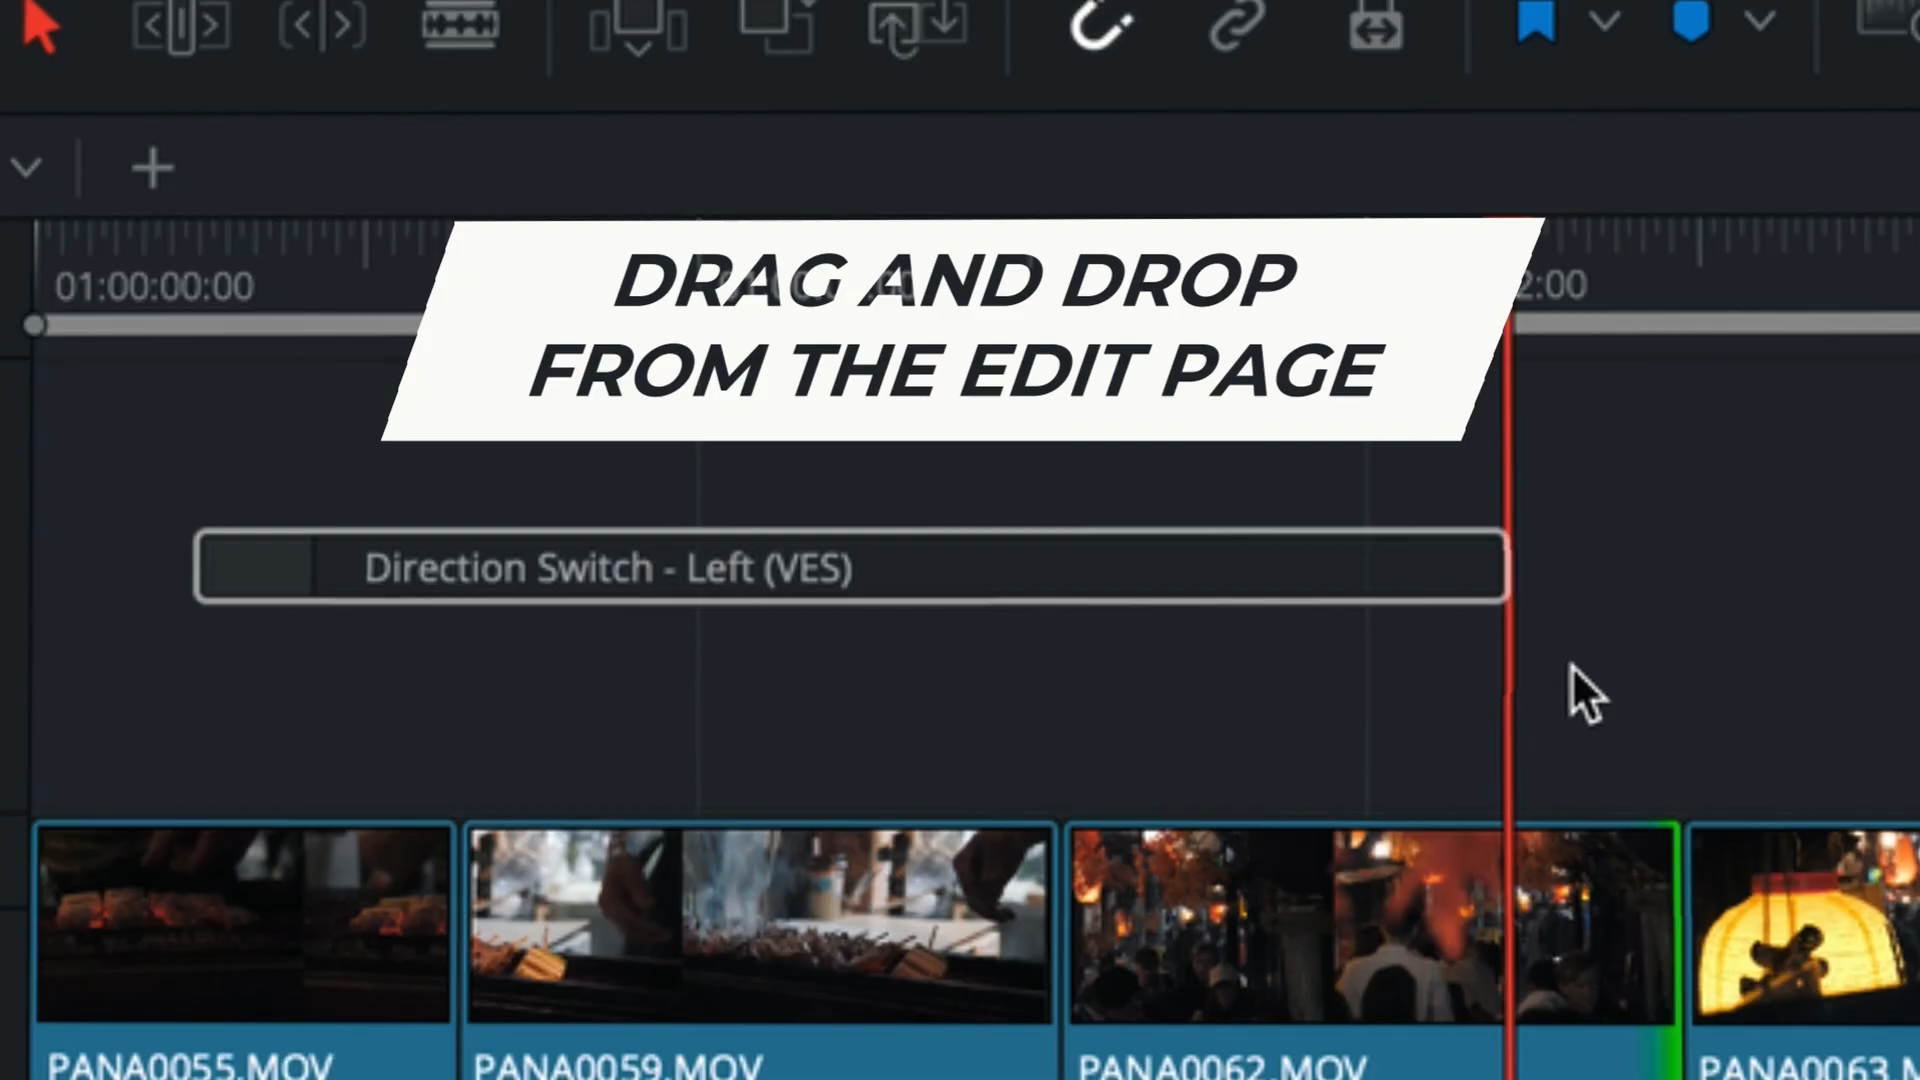 01:00:00:00
2:00
DRAG AND DROP
FROM THE EDIT PAGE
Direction Switch - Left (VES)
PANA0055.MOV
PANA0059.MOV
PANA0062.MOV
PANA0063.M